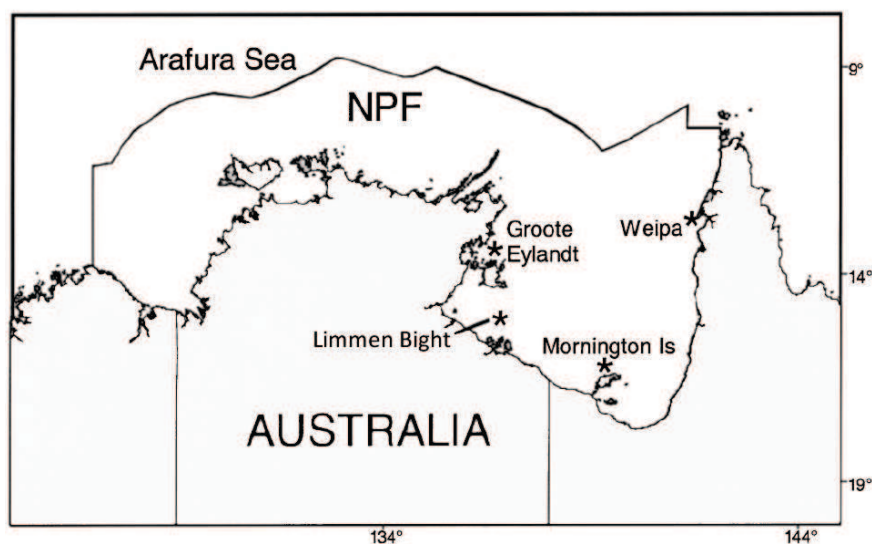 Arafura Sea
9°
NPF
Groote
Eylandt
Weipa
14°
Limmen Bight
Mornington Is
AUSTRALIA
19°
134°
144°